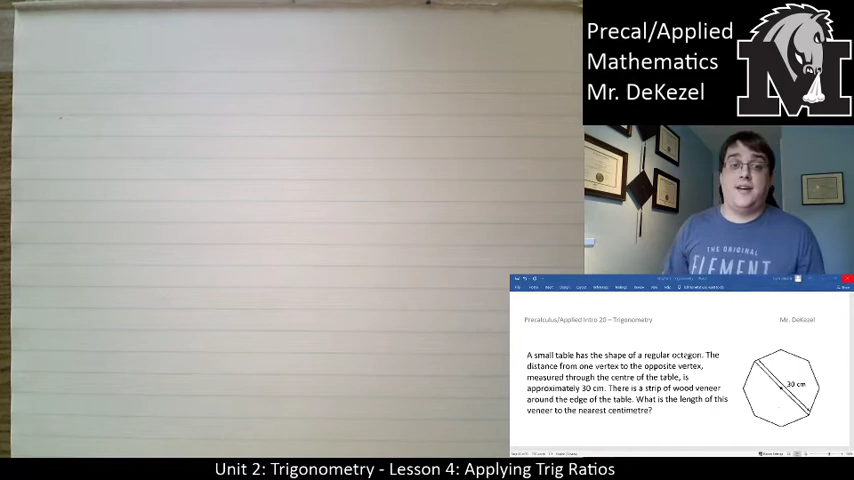 Precal/Applied
Mathematics
Mr. DeKezel
M
THE ORIGINAL
ELEMENT
Precalculus/Applied Intro 20 – Trigonometry
Mr. DeKezel
A small table has the shape of a regular octagon. The
distance from one vertex to the opposite vertex,
measured through the centre of the table, is
approximately 30 cm. There is a strip of wood veneer
around the edge of the table. What is the length of this
veneer to the nearest centimetre?
30 cm
Unit 2: Trigonometry - Lesson 4: Applying Trig Ratios